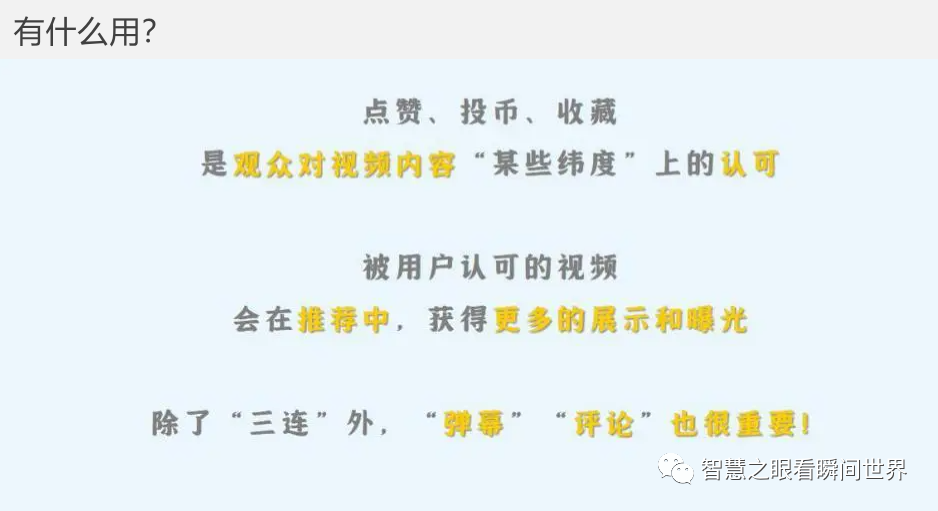 有什么用?
点赞、投币、收藏
是观众对视频内容“某些纬度”上的认可
被用户认可的视频
会在推荐中，获得更多的展示和曝光
除了“三连”外，“弹幕”“评论”也很重要!
智慧之眼看瞬间世界